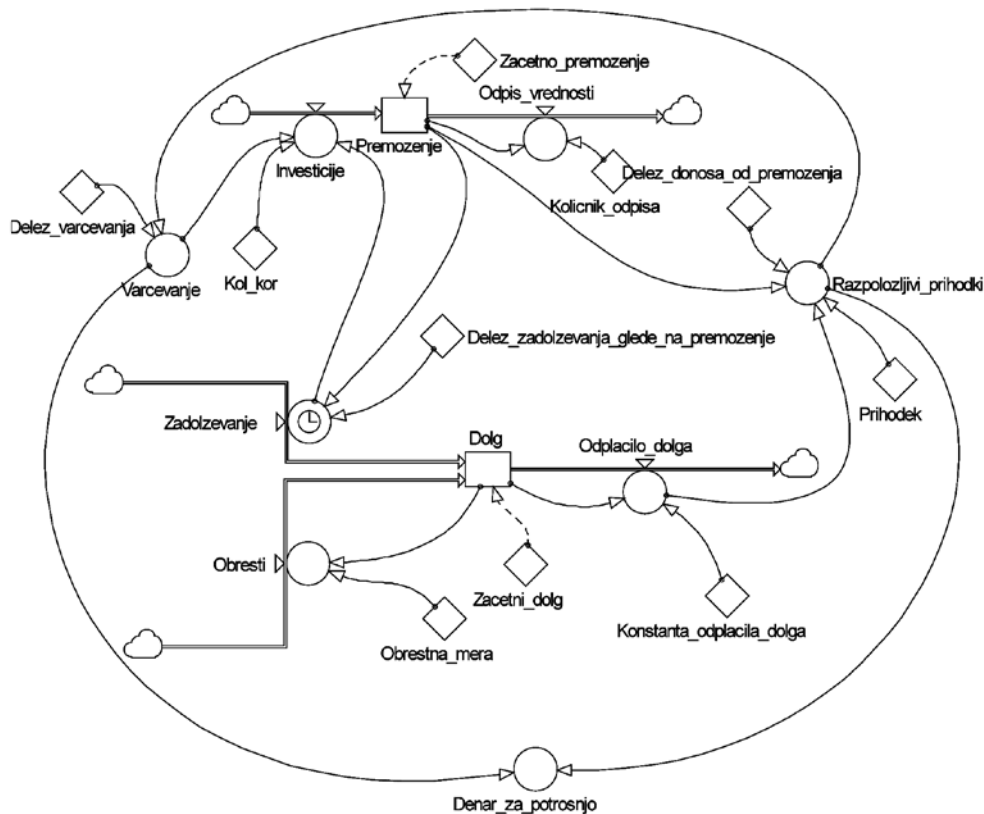 Zacetno_premozenje
Odpis_vrednosti
Premozenje
Investicije
Delez_donosa_od_premozenja
Kolicnik_odpisa
Delez_varcevanja
Varcevanje
Kol_kor
Razpolozljivi_prihodki
Delez_zadolzevanja_glede_na_premozenje
Prihodek
Zadolzevanje
Dolg
Odplacilo_dolga
Obresti
Zacetni_dolg
Konstanta_odplacila_dolga
Obrestna_mera
Denar_za_potrosnjo